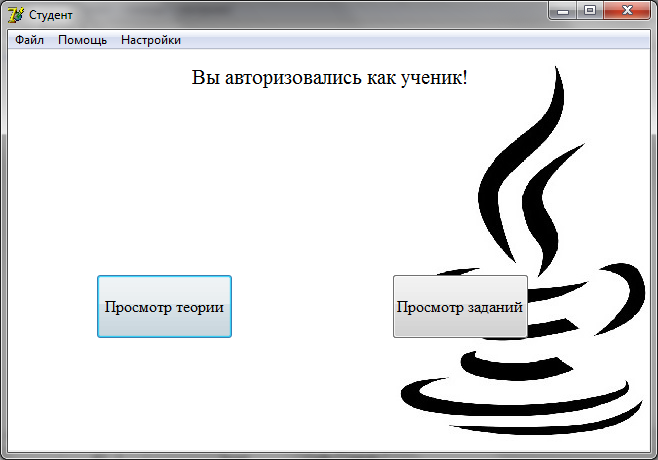 Студент
Файл Помощь Настройки
Вы авторизовались как ученик!
Просмотр теории Просмотр заданий